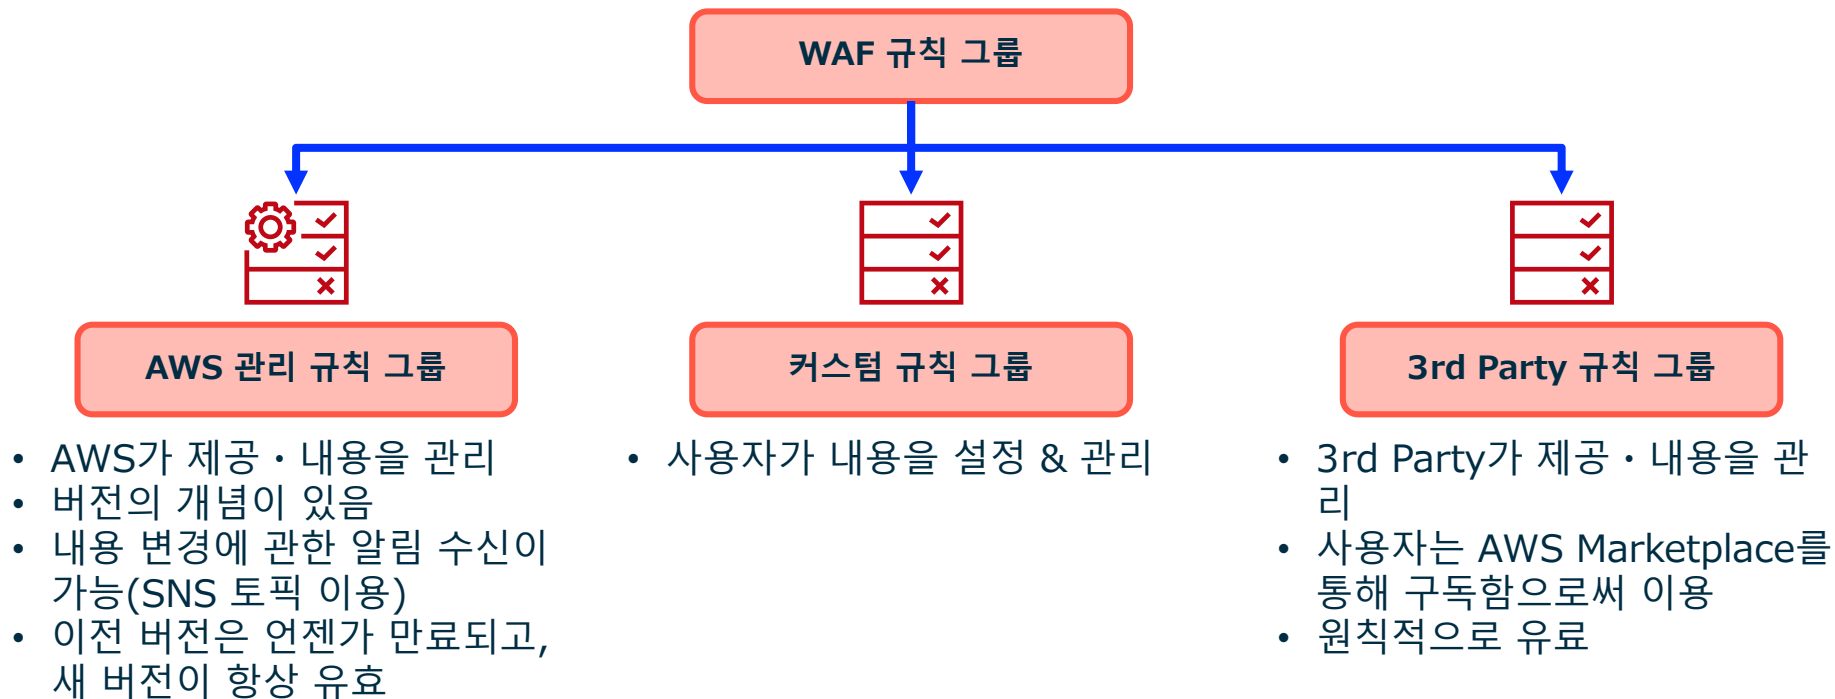 WAF 규칙 그룹
AWS 관리 규칙 그룹
• AWS가 제공・내용을 관리
• 버전의 개념이 있음
• 내용 변경에 관한 알림 수신이
가능(SNS 토픽 이용)
• 이전 버전은 언젠가 만료되고,
새 버전이 항상 유효
커스텀 규칙 그룹
• 사용자가 내용을 설정 & 관리
3rd Party 규칙 그룹
• 3rd Party가 제공・내용을 관
리
• 사용자는 AWS Marketplace를
통해 구독함으로써 이용
• 원칙적으로 유료